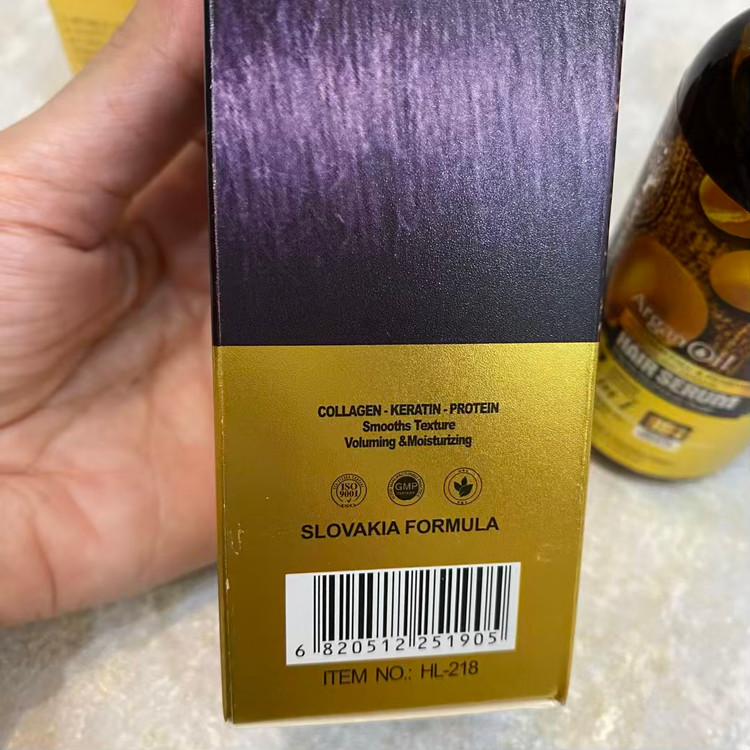 COLLAGEN - KERATIN - PROTEIN
Smooths Texture
Voluming &Moisturizing
ISO
9001
GMP
SLOVAKIA FORMULA
6 820512 251905
ITEM NO.: HL-218
Argan Oil
HAIR SERUM